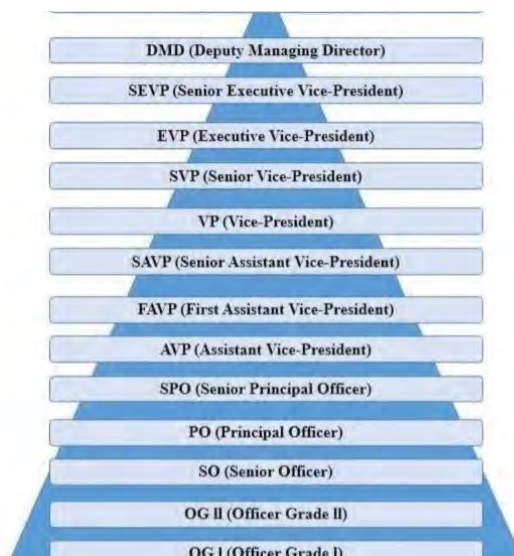 DMD (Deputy Managing Director)
SEVP (Senior Executive Vice-President)
EVP (Executive Vice-President)
SVP (Senior Vice-President)
VP (Vice-President)
SAVP (Senior Assistant Vice-President)
FAVP (First Assistant Vice-President)
AVP (Assistant Vice-President)
SPO (Senior Principal Officer)
PO (Principal Officer)
SO (Senior Officer)
OG II (Officer Grade II)
OG I (Officer Grade I)